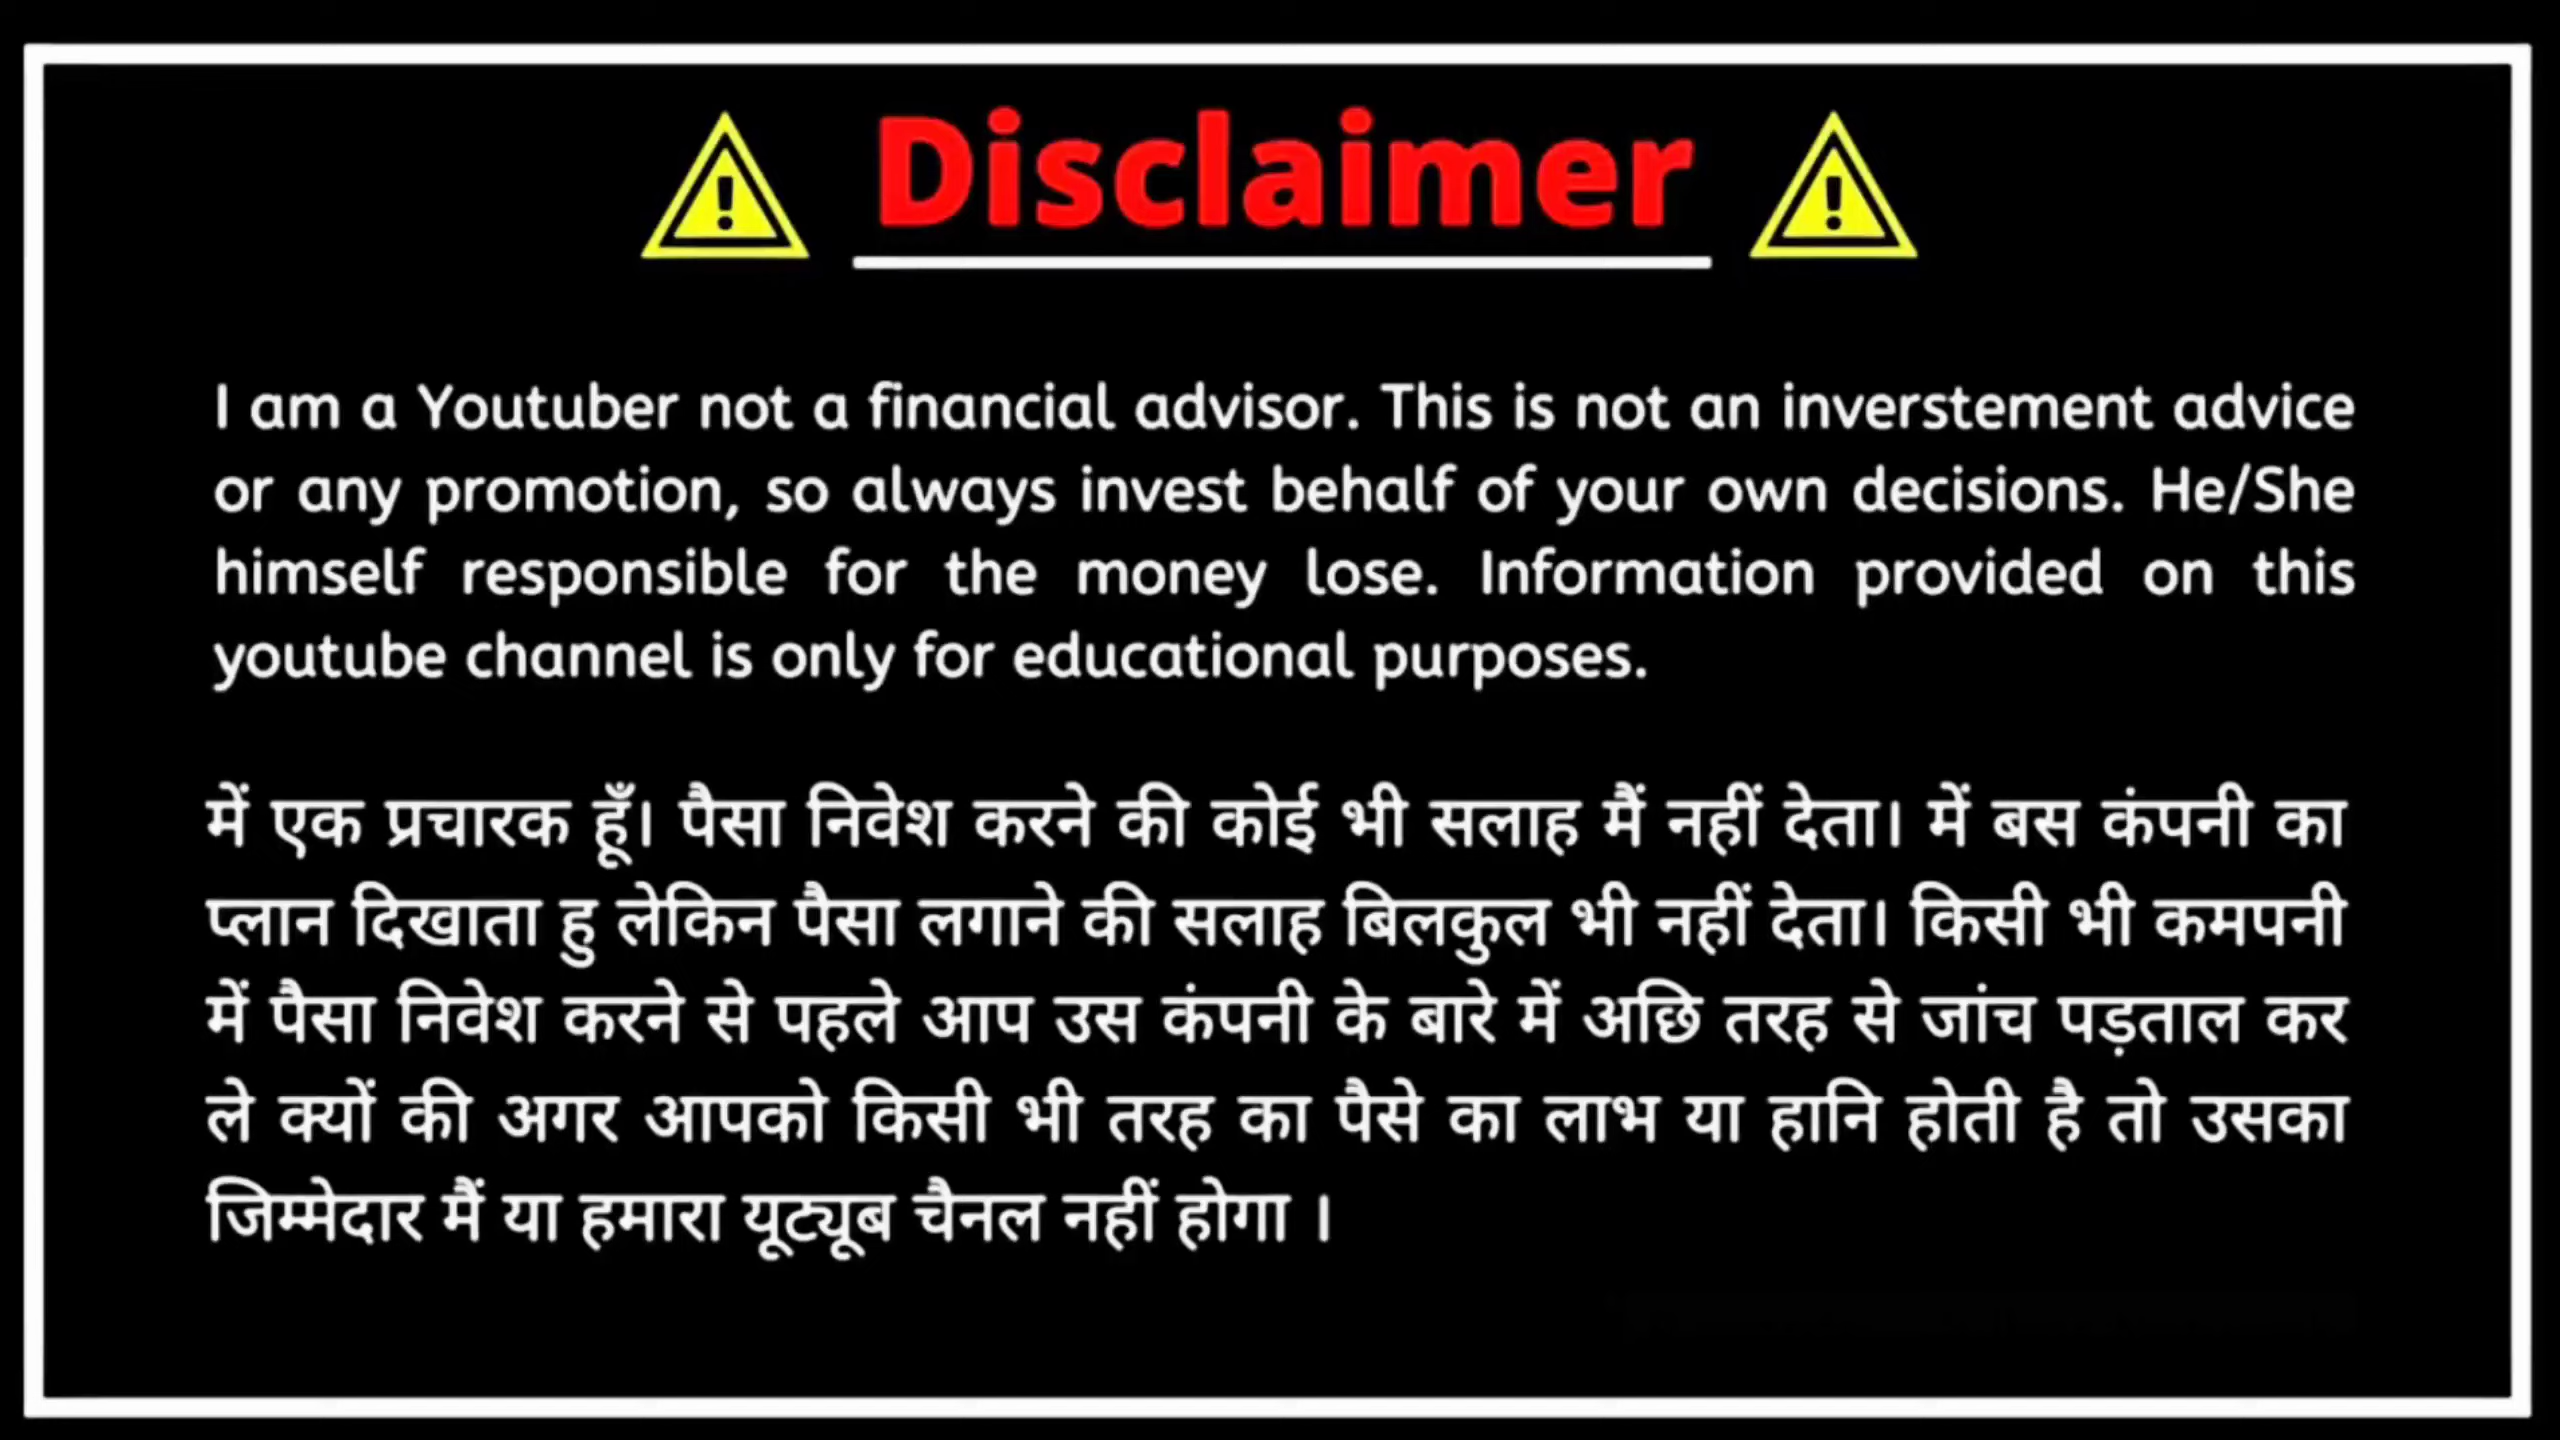 Disclaimer
I am a Youtuber not a financial advisor. This is not an inverstement advice
or any promotion, so always invest behalf of your own decisions. He/She
himself responsible for the money lose. Information provided on this
youtube channel is only for educational purposes.
में एक प्रचारक हूँ। पैसा निवेश करने की कोई भी सलाह मैं नहीं देता। में बस कंपनी का
प्लान दिखाता हु लेकिन पैसा लगाने की सलाह बिलकुल भी नहीं देता। किसी भी कमपनी
में पैसा निवेश करने से पहले आप उस कंपनी के बारे में अछि तरह से जांच पड़ताल कर
ले क्यों की अगर आपको किसी भी तरह का पैसे का लाभ या हानि होती है तो उसका
जिम्मेदार मैं या हमारा यूट्यूब चैनल नहीं होगा ।